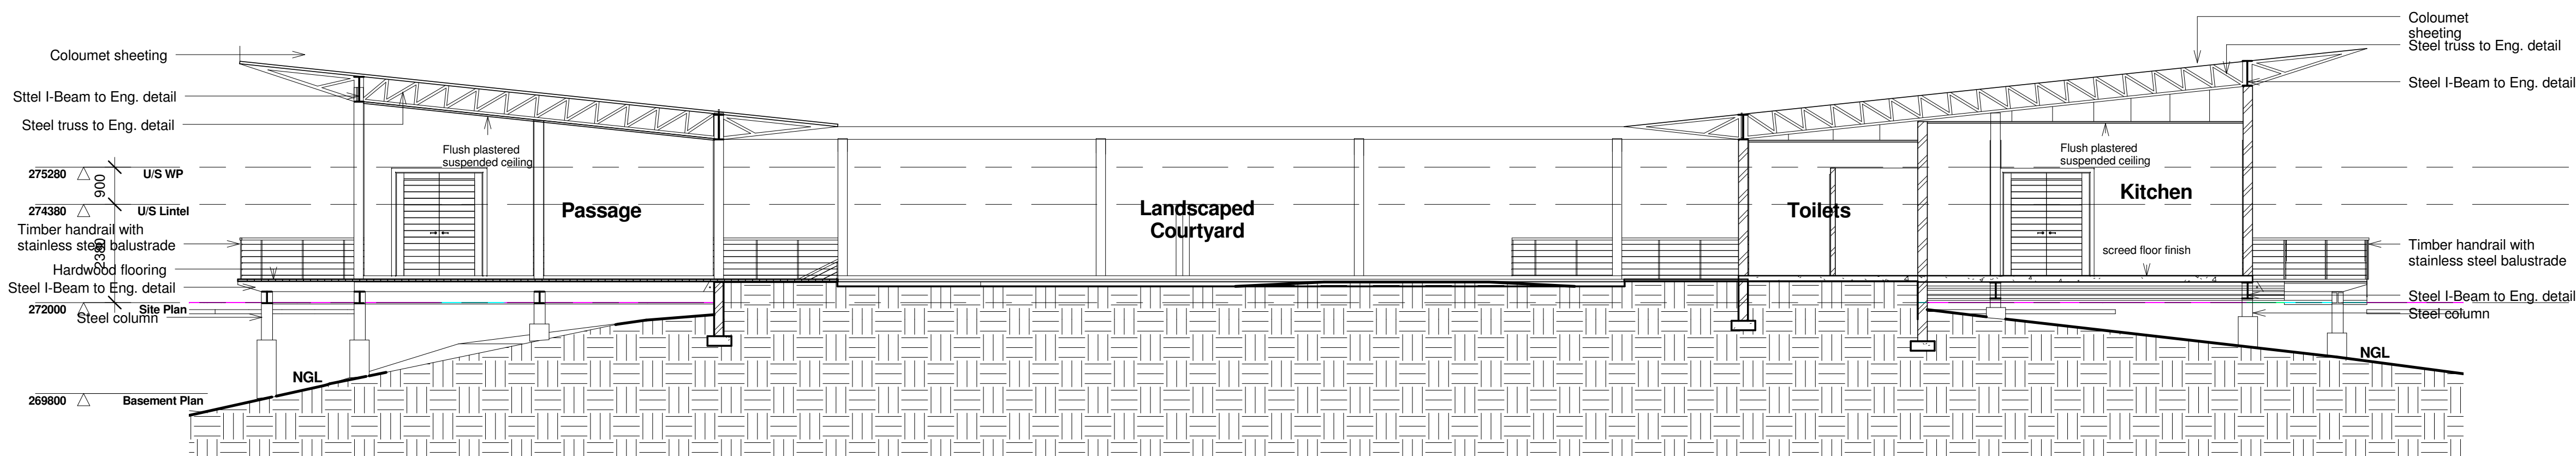 Coloumet sheeting
Sttel I-Beam to Eng. detail
Steel truss to Eng. detail
Flush plastered
suspended ceiling
275280
U/S WP
900
274380
U/S Lintel
Timber handrail with
stainless steel balustrade
2380
Hardwood flooring
Steel I-Beam to Eng. detail
272000
Site Plan
Steel column
NGL
269800
Basement Plan
Passage
Landscaped
Courtyard
Toilets
Kitchen
Flush plastered
suspended ceiling
screed floor finish
Coloumet
sheeting
Steel truss to Eng. detail
Steel I-Beam to Eng. detail
Timber handrail with
stainless steel balustrade
Steel I-Beam to Eng. detail
Steel column
NGL